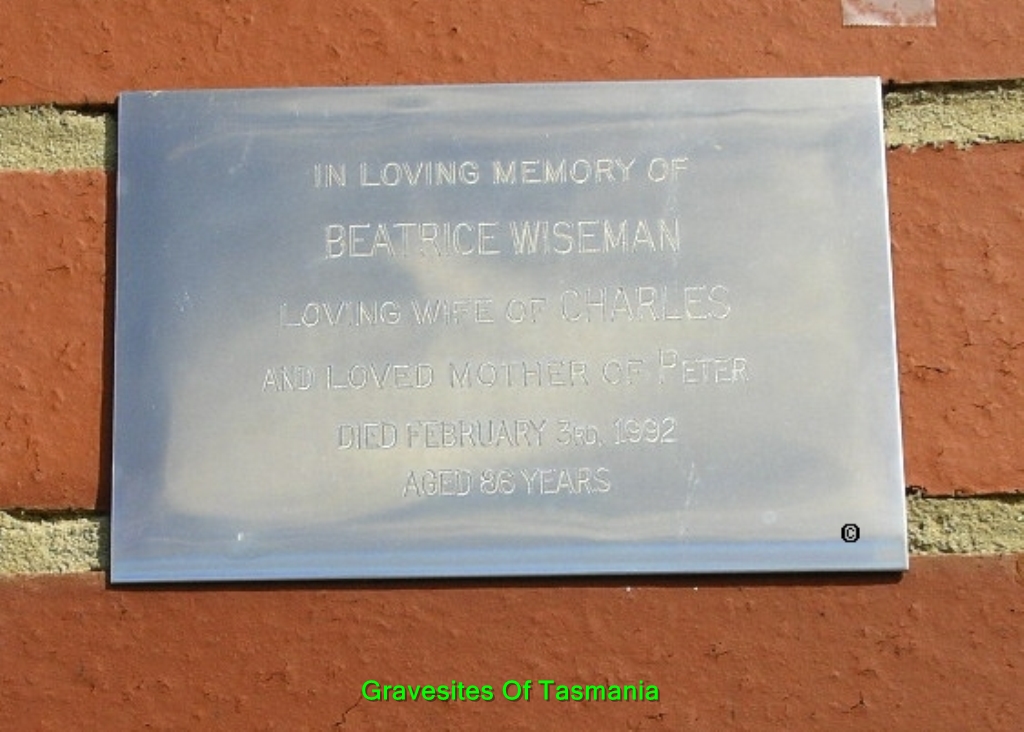 IN LOVING MEMORY OF
BEATRICE WISEMAN
LOVING WIFE OF CHARLES
AND LOVED MOTHER OF PETER
DIED FEBRUARY 3RD, 1992
AGED 86 YEARS
©
Gravesites Of Tasmania